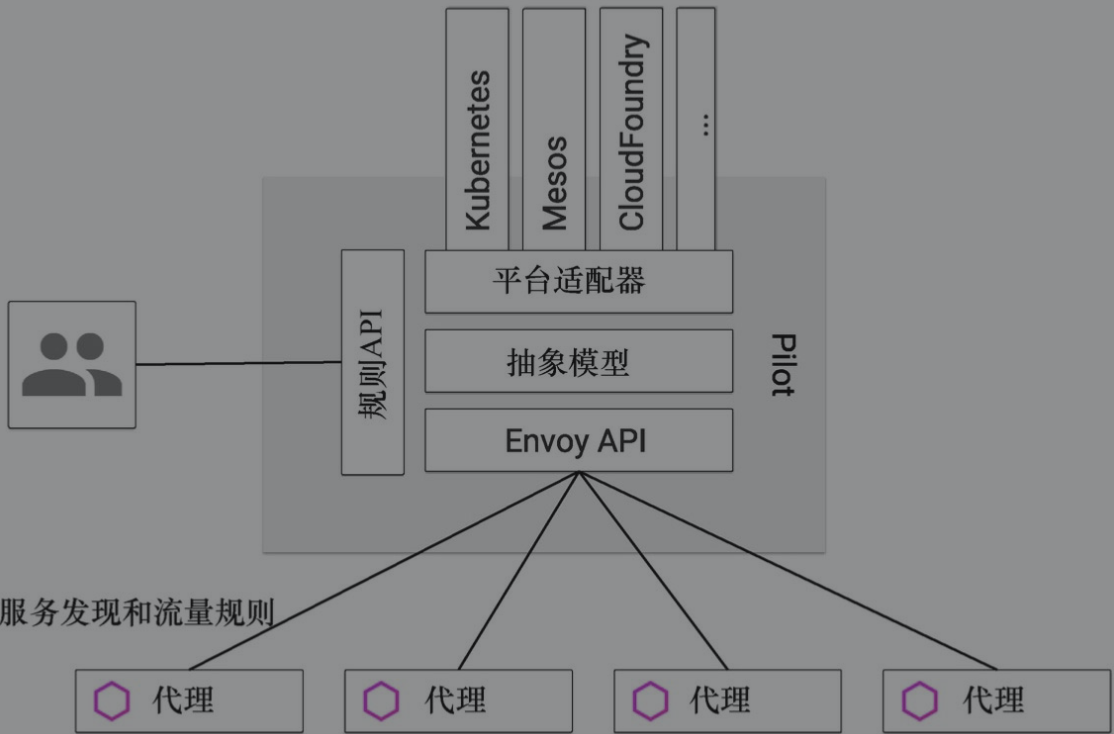 Kubernetes
Mesos
CloudFoundry
...
平台适配器
规则API
抽象模型
Pilot
Envoy API
服务发现和流量规则
代理
代理
代理
代理